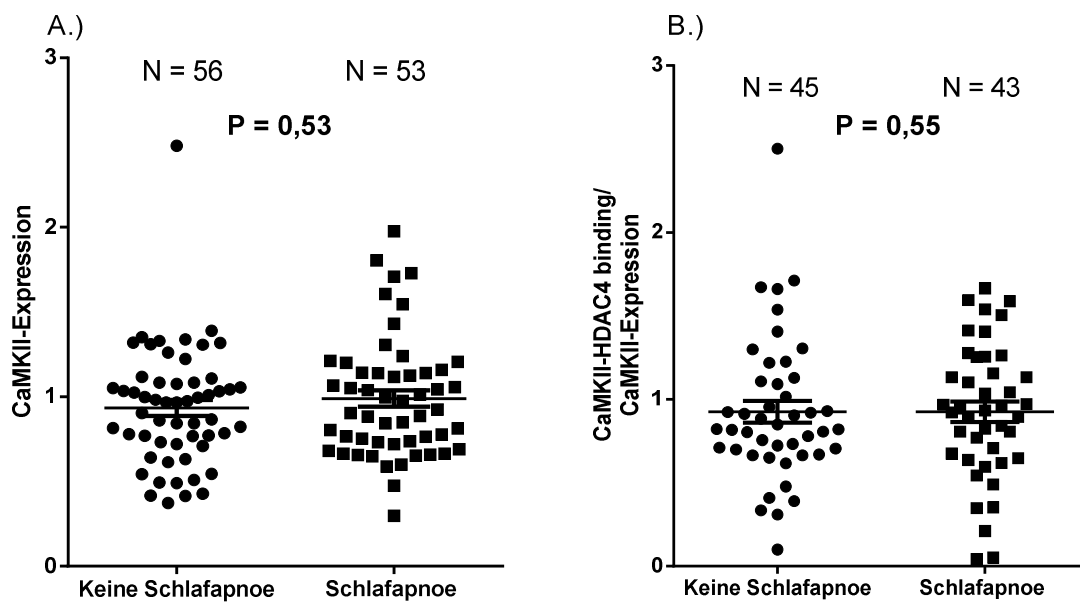 A.)
CaMKII-Expression
3
2
1
0
N = 56
N = 53
P = 0,53
Keine Schlafapnoe
Schlafapnoe
B.)
CaMKII-HDAC4 binding/
CaMKII-Expression
3
2
1
0
N = 45
N = 43
P = 0,55
Keine Schlafapnoe
Schlafapnoe